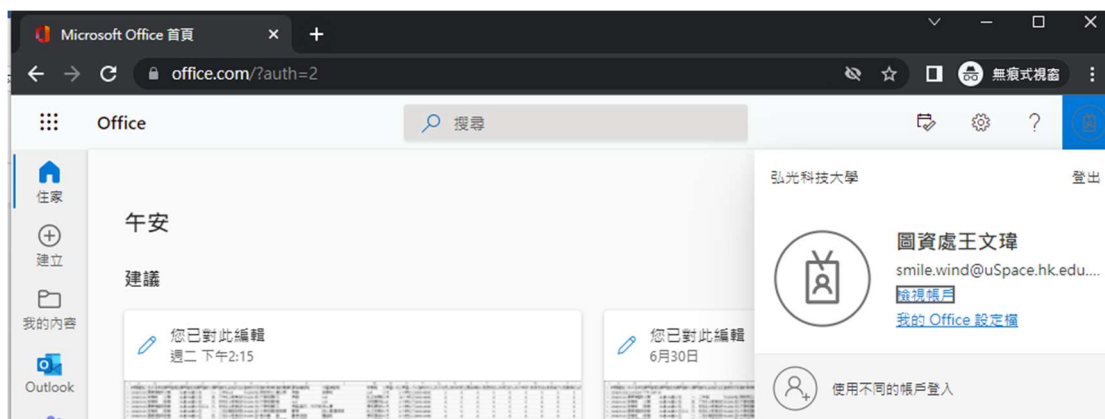 Microsoft Office 首頁
office.com/?auth=2
無痕式視窗
Office
搜尋
?
住家
建立
我的內容
Outlook
午安
建議
您已對此編輯
週二 下午2:15
您已對此編輯
6月30日
弘光科技大學
登出
圖資處王文瑋
smile.wind@uSpace.hk.edu....
檢視帳戶
我的 Office 設定檔
使用不同的帳戶登入